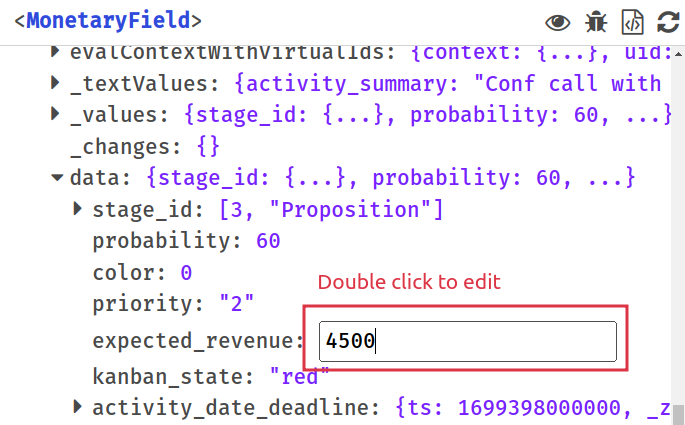 <MonetaryField>
evalContextWithVirtualIds: {context: {...}, uid:
_textValues: {activity_summary: "Conf call with
_values: {stage_id: {...}, probability: 60, ...}
_changes: {}
data: {stage_id: {...}, probability: 60, ...}
stage_id: [3, "Proposition"]
probability: 60
color: 0
Double click to edit
priority: "2"
expected_revenue: 4500
kanban_state: "red"
activity_date_deadline: {ts: 1699398000000, _z